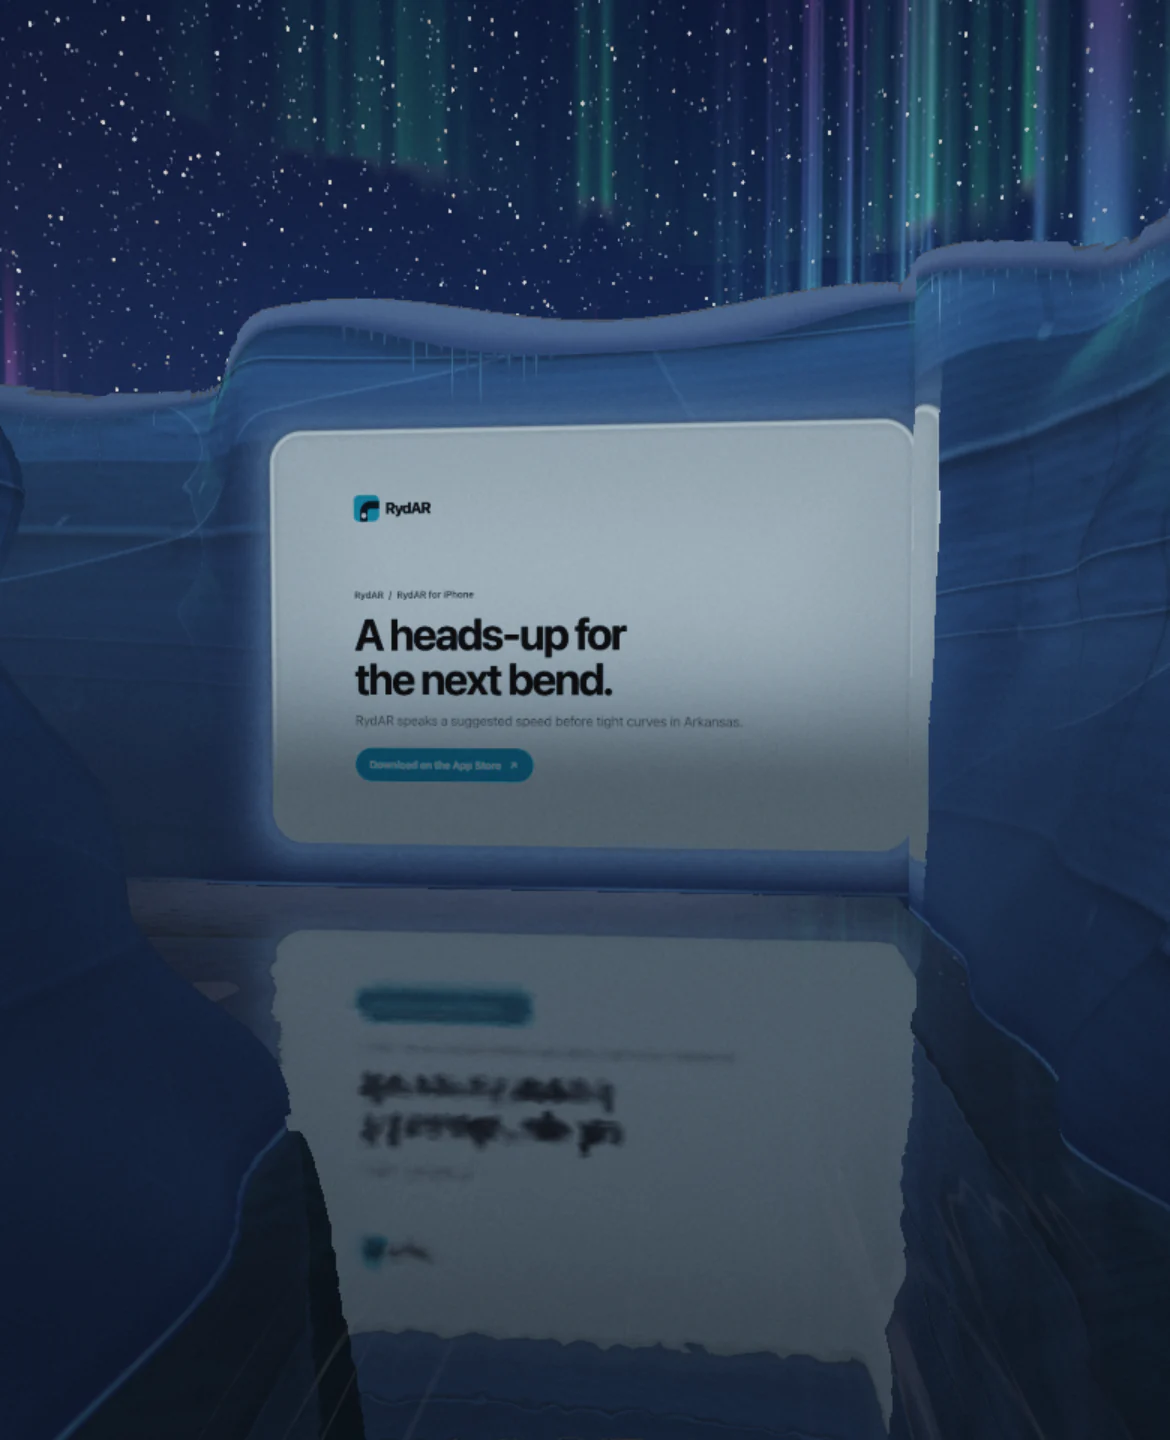 RydAR
RydAR / RydAR for iPhone
A heads-up for
the next bend.
RydAR speaks a suggested speed before tight curves in Arkansas.
Download on the App Store ↗